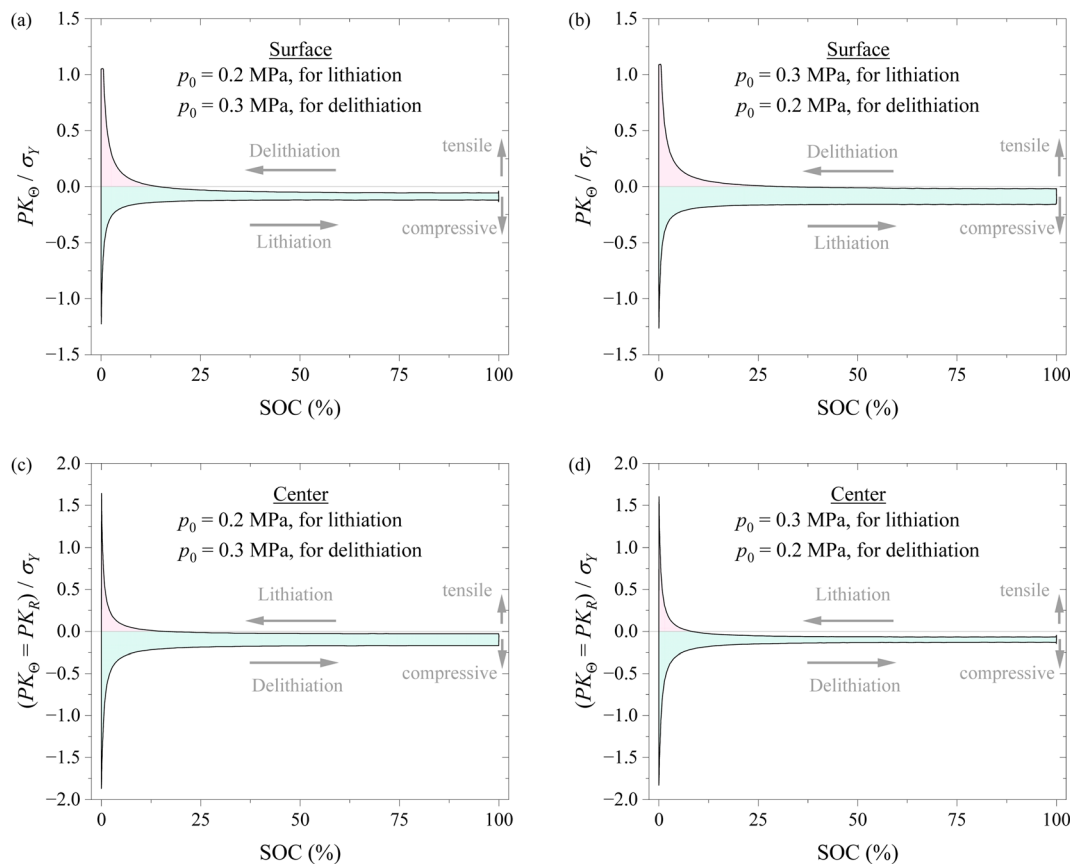 (a)
Surface
p₀ = 0.2 MPa, for lithiation
p₀ = 0.3 MPa, for delithiation
Delithiation
Lithiation
tensile
compressive
1.5
1.0
0.5
0.0
−0.5
−1.0
−1.5
PK_Θ / σ_Y
0
25
50
75
100
SOC (%)
(b)
Surface
p₀ = 0.3 MPa, for lithiation
p₀ = 0.2 MPa, for delithiation
Delithiation
Lithiation
tensile
compressive
1.5
1.0
0.5
0.0
−0.5
−1.0
−1.5
PK_Θ / σ_Y
0
25
50
75
100
SOC (%)
(c)
Center
p₀ = 0.2 MPa, for lithiation
p₀ = 0.3 MPa, for delithiation
Lithiation
Delithiation
tensile
compressive
2.0
1.5
1.0
0.5
0.0
−0.5
−1.0
−1.5
−2.0
(PK_Θ = PK_R) / σ_Y
0
25
50
75
100
SOC (%)
(d)
Center
p₀ = 0.3 MPa, for lithiation
p₀ = 0.2 MPa, for delithiation
Lithiation
Delithiation
tensile
compressive
2.0
1.5
1.0
0.5
0.0
−0.5
−1.0
−1.5
−2.0
(PK_Θ = PK_R) / σ_Y
0
25
50
75
100
SOC (%)